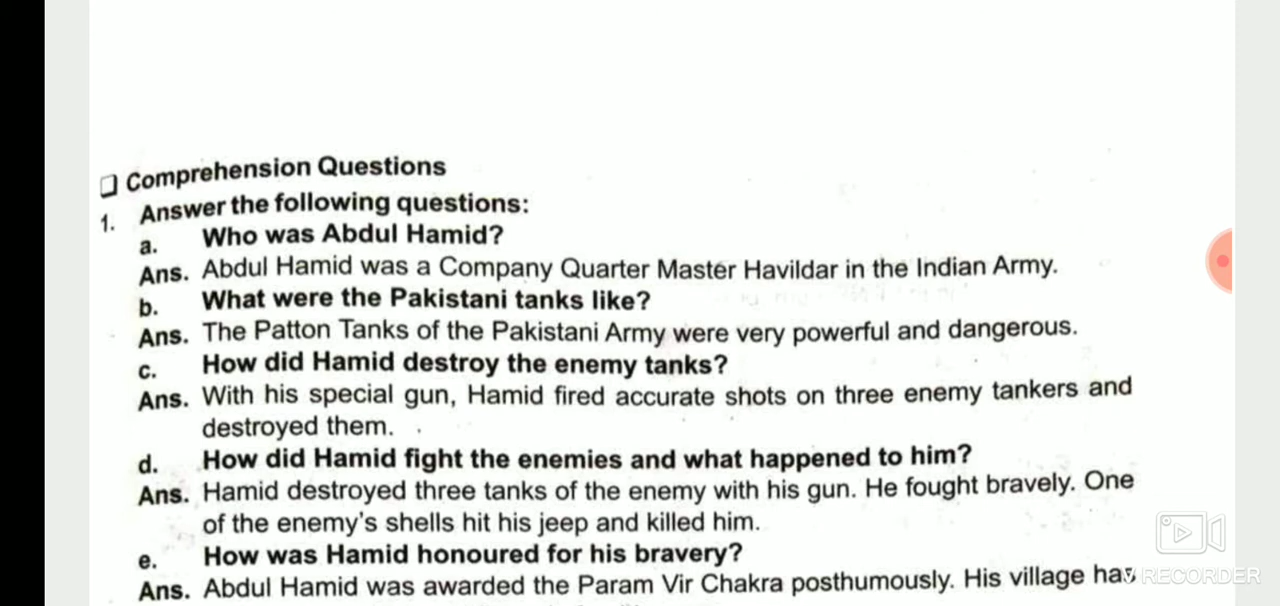 Comprehension Questions
1. Answer the following questions:
a. Who was Abdul Hamid?
Ans. Abdul Hamid was a Company Quarter Master Havildar in the Indian Army.
b. What were the Pakistani tanks like?
Ans. The Patton Tanks of the Pakistani Army were very powerful and dangerous.
c. How did Hamid destroy the enemy tanks?
Ans. With his special gun, Hamid fired accurate shots on three enemy tankers and
destroyed them.
d. How did Hamid fight the enemies and what happened to him?
Ans. Hamid destroyed three tanks of the enemy with his gun. He fought bravely. One
of the enemy's shells hit his jeep and killed him.
e. How was Hamid honoured for his bravery?
Ans. Abdul Hamid was awarded the Param Vir Chakra posthumously. His village
V RECORDER